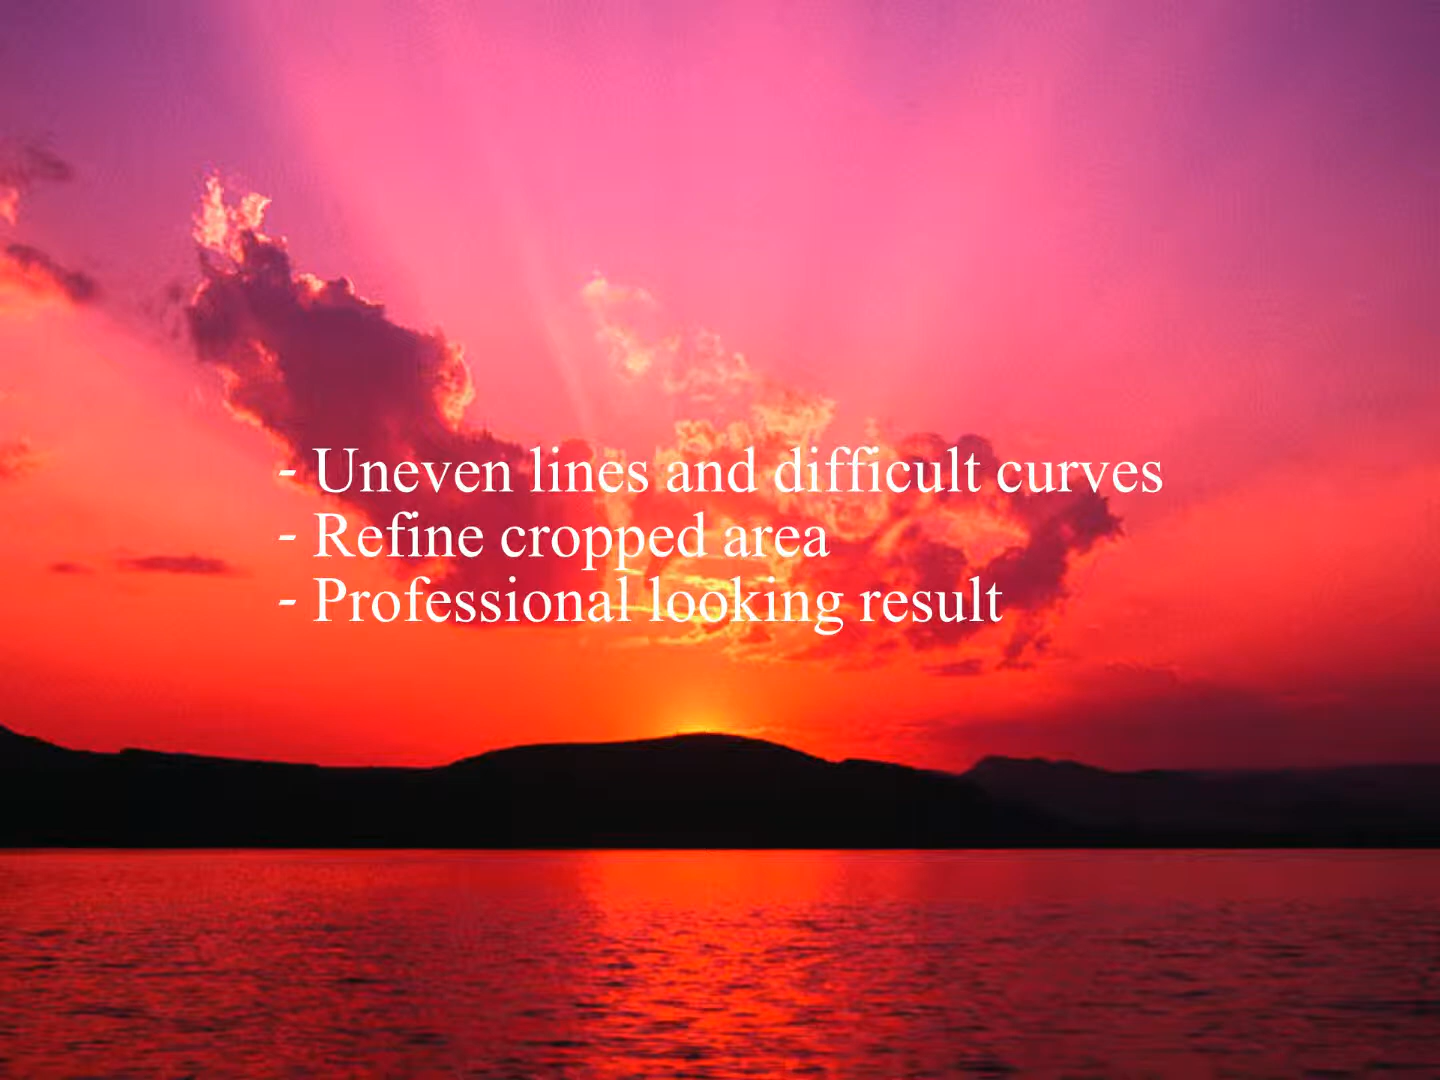 - Uneven lines and difficult curves
- Refine cropped area
- Professional looking result